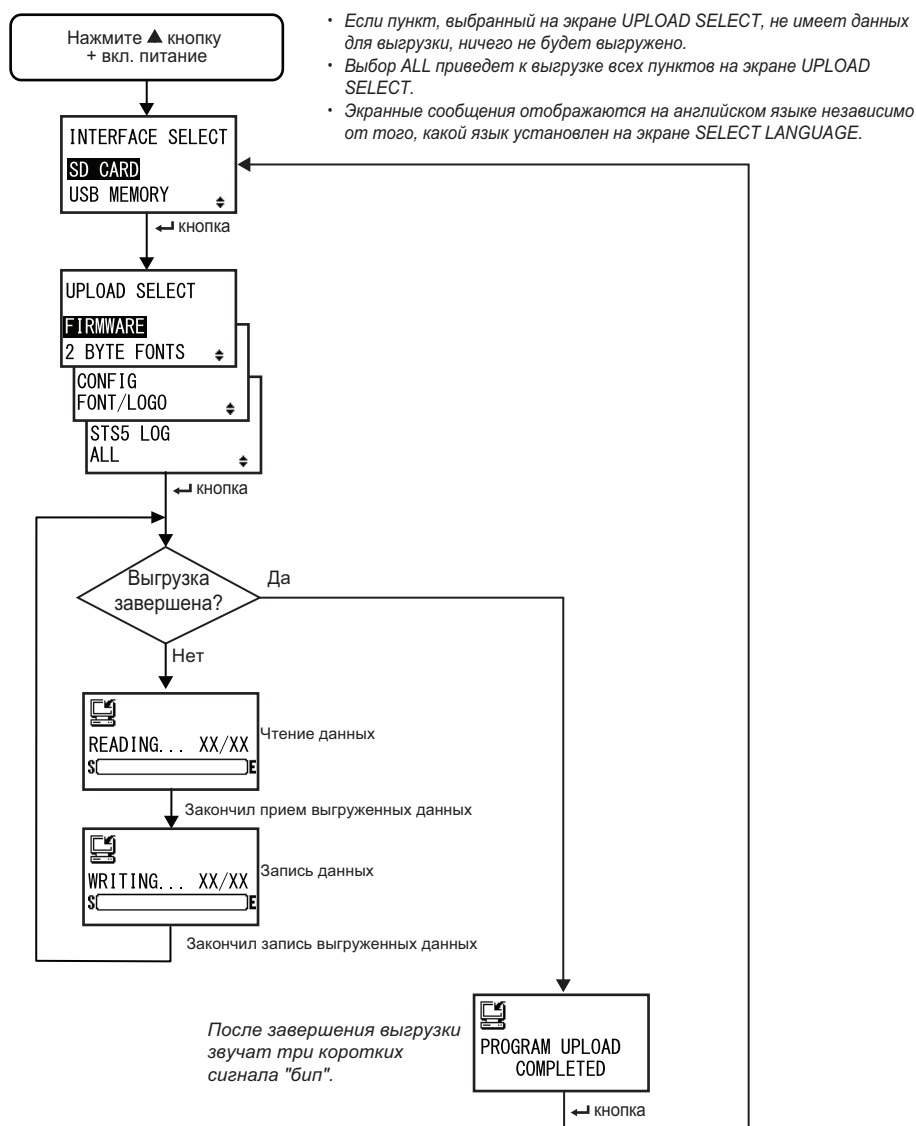 Нажмите ▲ кнопку
+ вкл. питание
· Если пункт, выбранный на экране UPLOAD SELECT, не имеет данных
для выгрузки, ничего не будет выгружено.
· Выбор ALL приведет к выгрузке всех пунктов на экране UPLOAD
SELECT.
· Экранные сообщения отображаются на английском языке независимо
от того, какой язык установлен на экране SELECT LANGUAGE.
INTERFACE SELECT
SD CARD
USB MEMORY
↵ кнопка
UPLOAD SELECT
FIRMWARE
2 BYTE FONTS
CONFIG
FONT/LOGO
STS5 LOG
ALL
↵ кнопка
Выгрузка
завершена?
Да
Нет
READING... XX/XX
S E
Чтение данных
Закончил прием выгруженных данных
WRITING... XX/XX
S E
Запись данных
Закончил запись выгруженных данных
После завершения выгрузки
звучат три коротких
сигнала "бип".
PROGRAM UPLOAD
COMPLETED
↵ кнопка